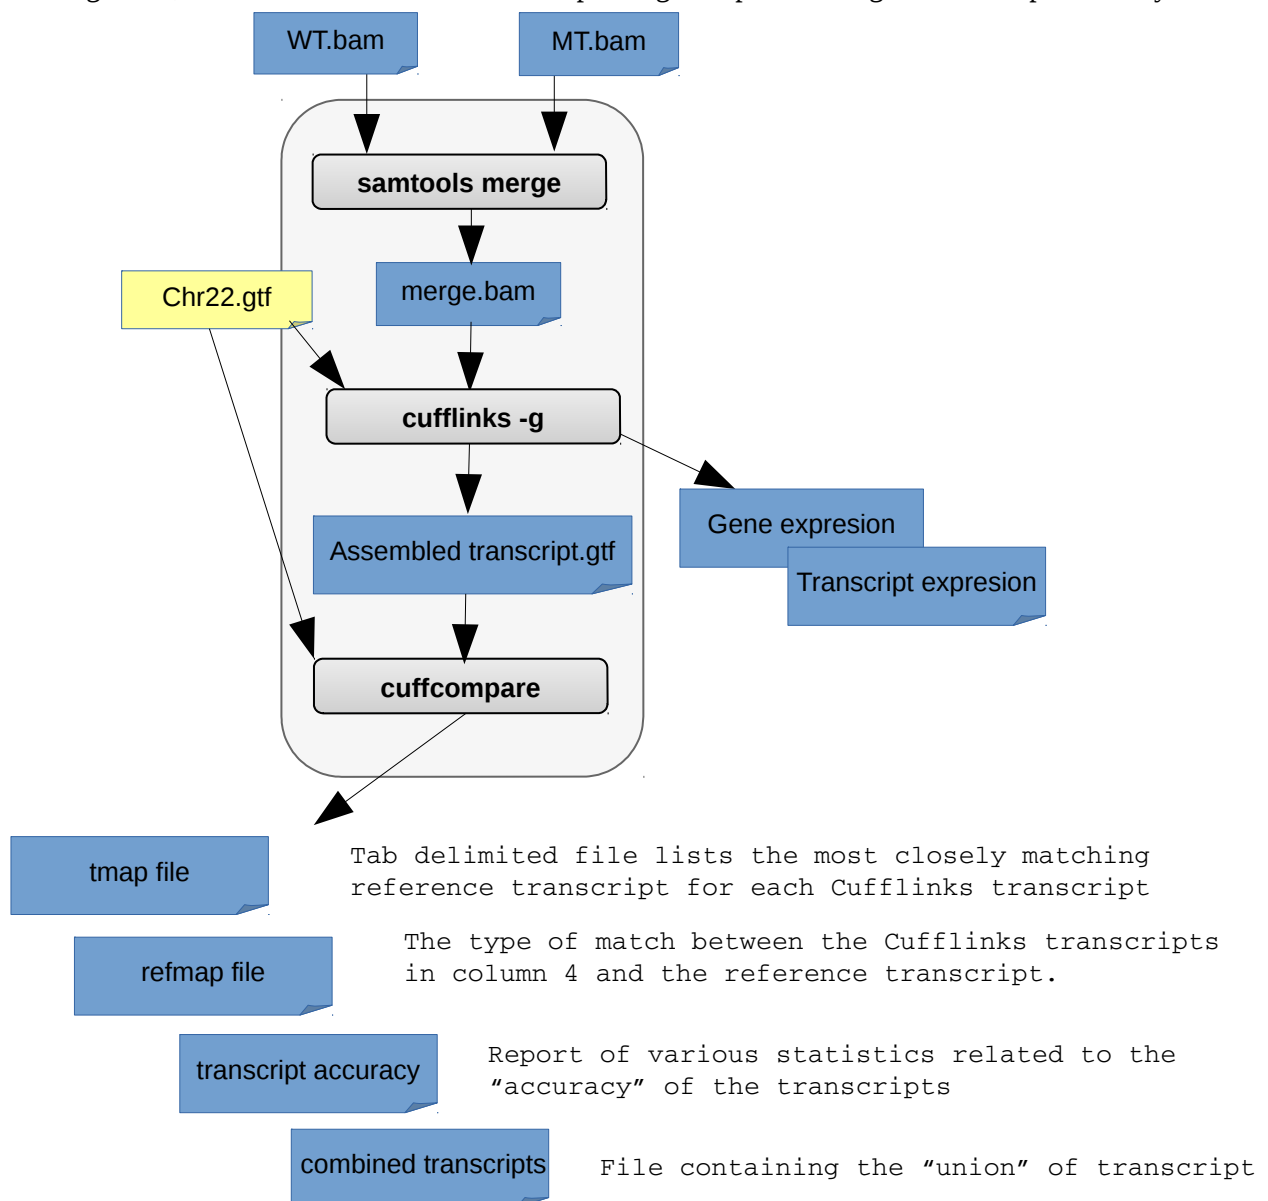 WT.bam
MT.bam
samtools merge
Chr22.gtf
merge.bam
cufflinks -g
Gene expresion
Assembled transcript.gtf
Transcript expresion
cuffcompare
tmap file
Tab delimited file lists the most closely matching
reference transcript for each Cufflinks transcript
refmap file
The type of match between the Cufflinks transcripts
in column 4 and the reference transcript.
transcript accuracy
Report of various statistics related to the
“accuracy” of the transcripts
combined transcripts
File containing the “union” of transcript